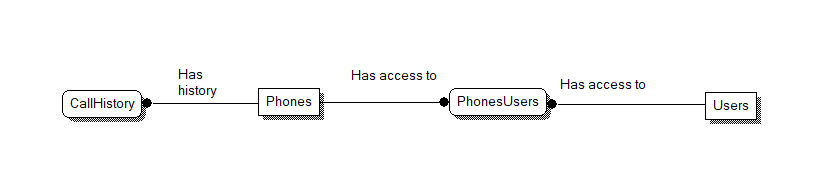 Has
history
Has access to
Has access to
CallHistory
Phones
PhonesUsers
Users